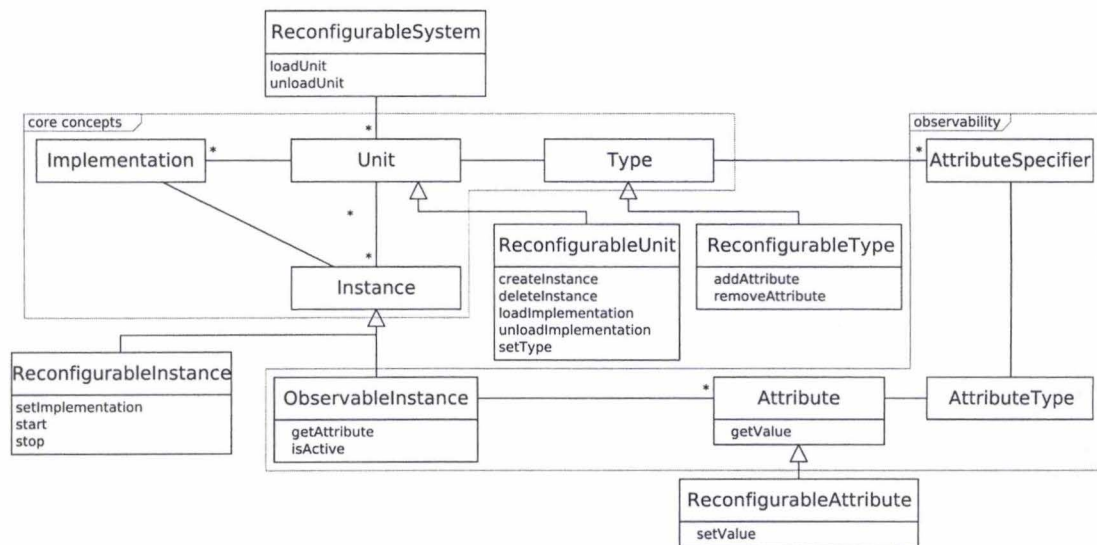 ReconfigurableSystem
loadUnit
unloadUnit
core concepts
observability
*
Implementation
*
Unit
Type
*
AttributeSpecifier
*
*
ReconfigurableUnit
createInstance
deleteInstance
loadImplementation
unloadImplementation
setType
ReconfigurableType
addAttribute
removeAttribute
Instance
ReconfigurableInstance
setImplementation
start
stop
ObservableInstance
getAttribute
isActive
*
Attribute
getValue
AttributeType
ReconfigurableAttribute
setValue